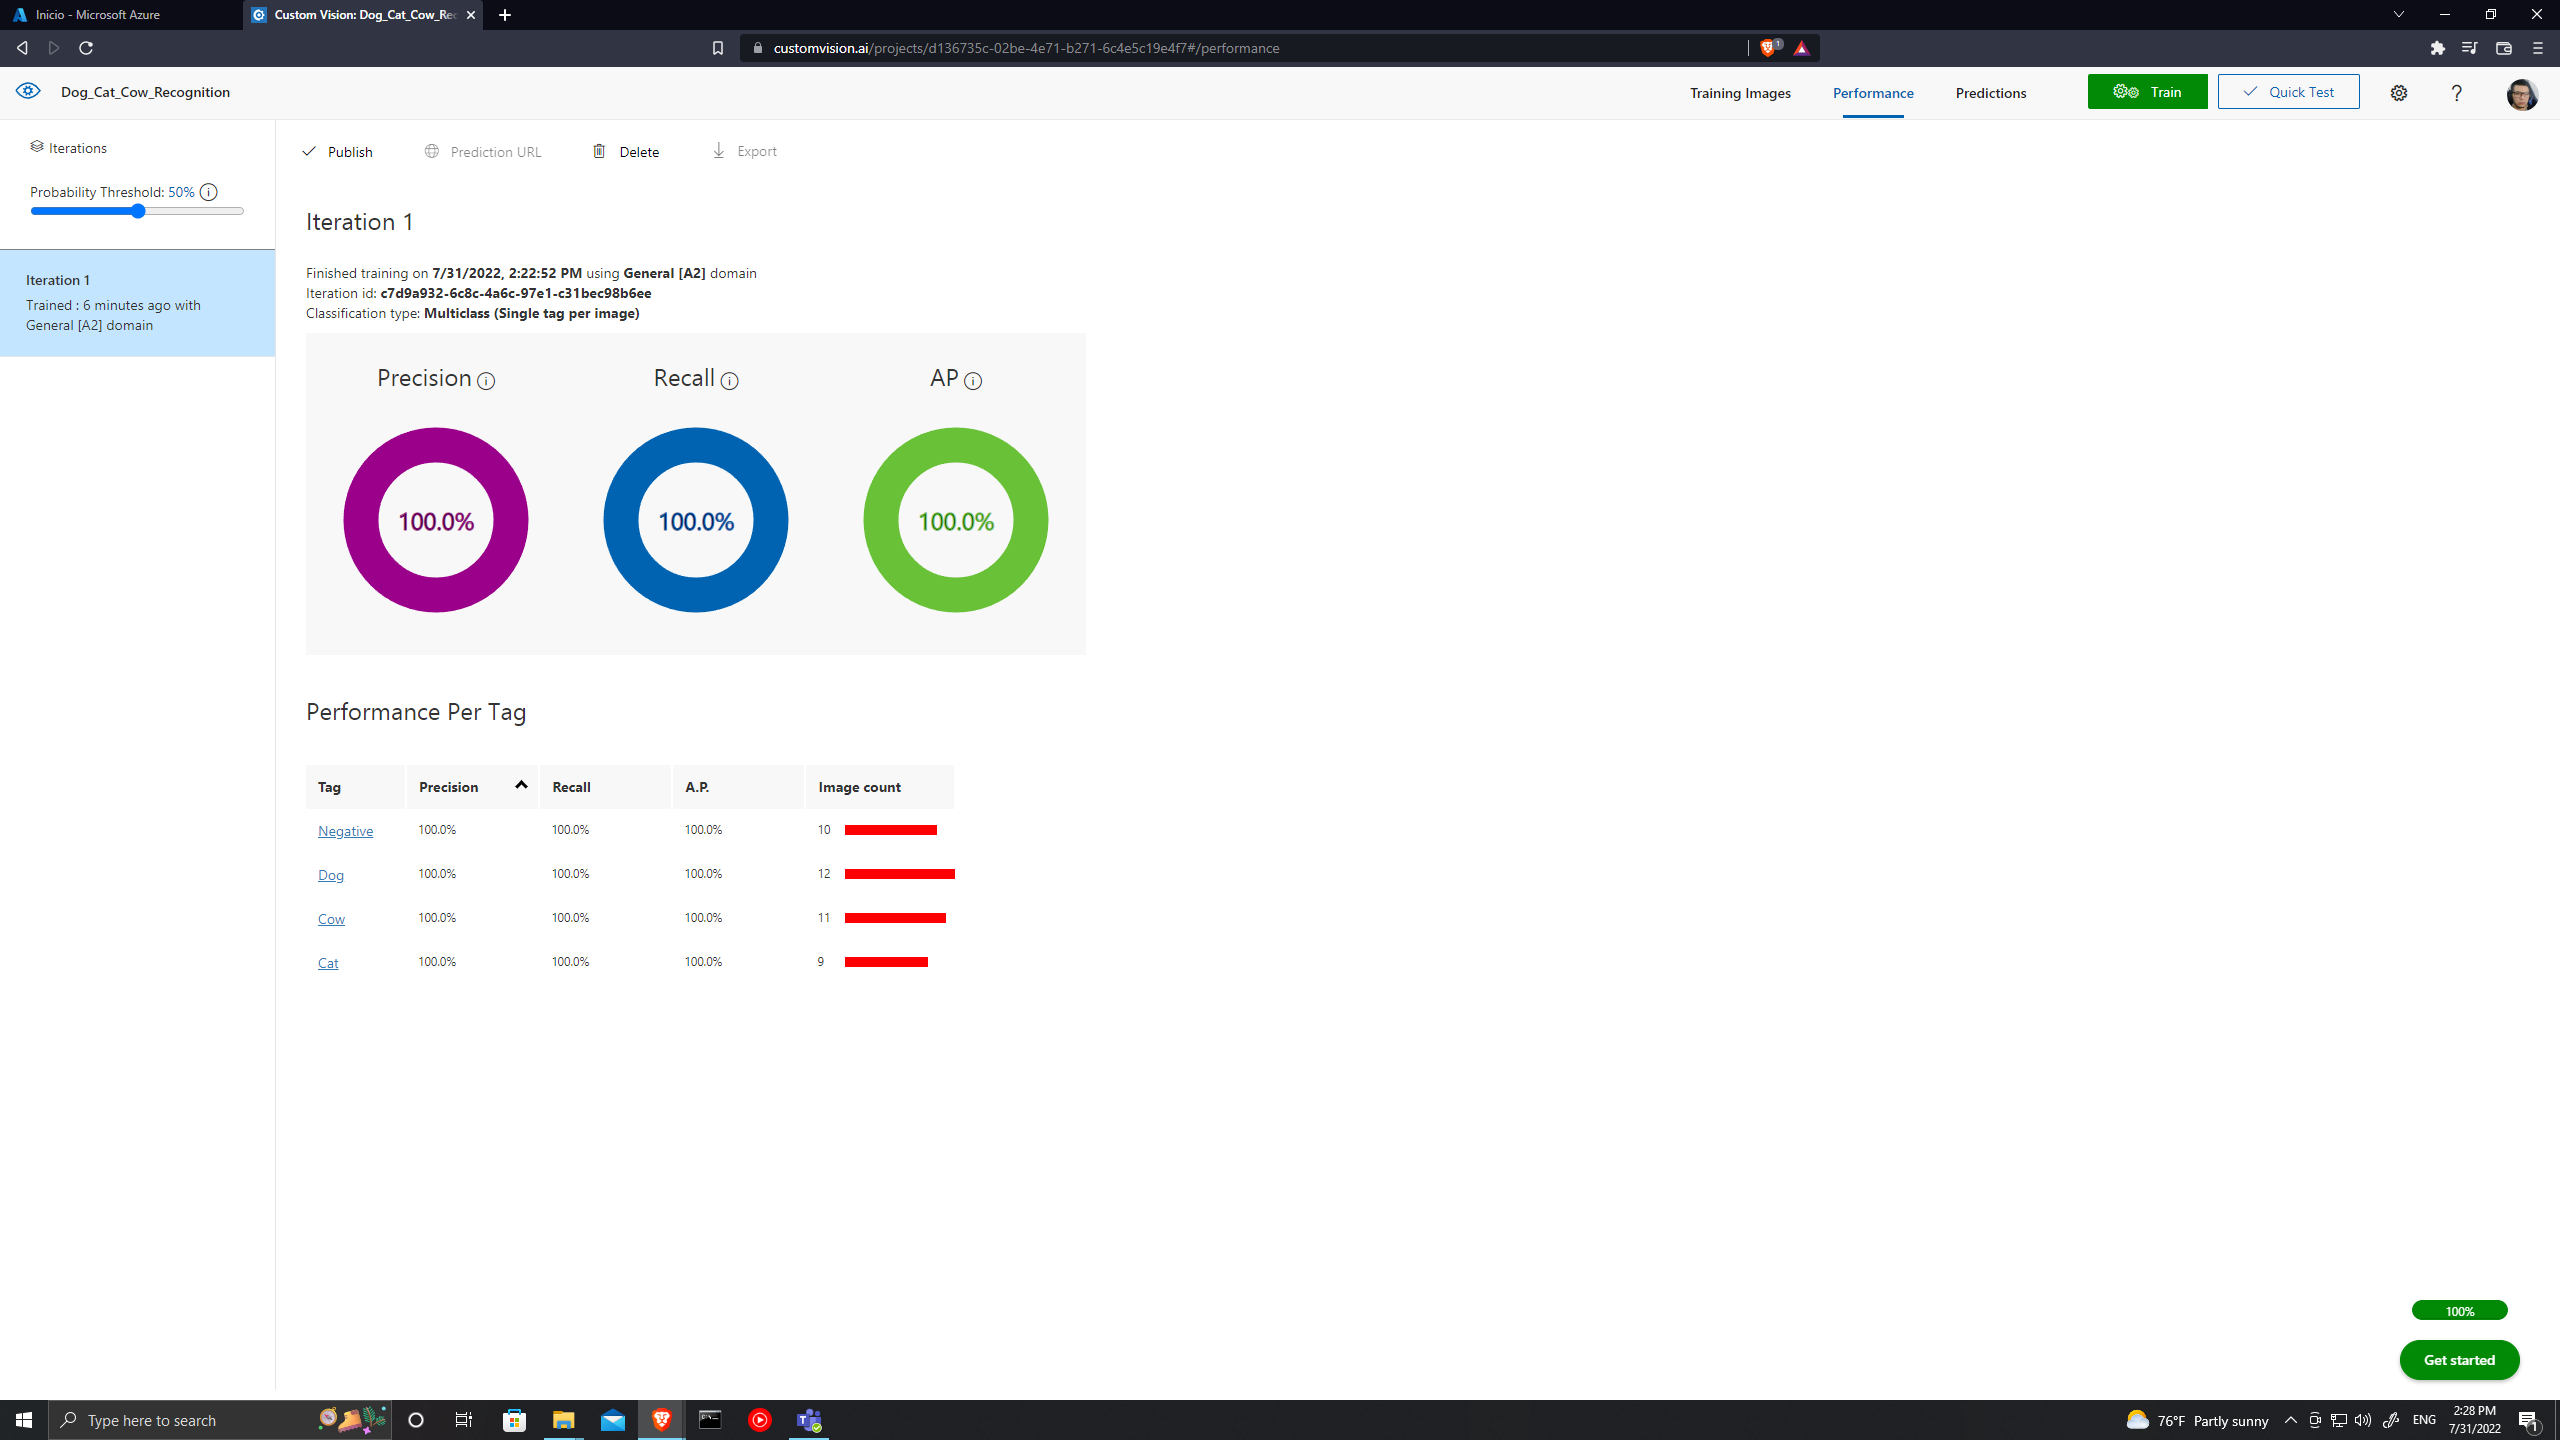 Inicio - Microsoft Azure
Custom Vision: Dog_Cat_Cow_Rec
customvision.ai/projects/d136735c-02be-4e71-b271-6c4e5c19e4f7#/performance
1
Dog_Cat_Cow_Recognition
Training Images
Performance
Predictions
Train
Quick Test
?
Iterations
Probability Threshold: 50%
Iteration 1
Trained : 6 minutes ago with
General [A2] domain
Publish
Prediction URL
Delete
Export
Iteration 1
Finished training on 7/31/2022, 2:22:52 PM using General [A2] domain
Iteration id: c7d9a932-6c8c-4a6c-97e1-c31bec98b6ee
Classification type: Multiclass (Single tag per image)
Precision
Recall
AP
100.0%
100.0%
100.0%
Performance Per Tag
Tag Precision Recall A.P. Image count
Negative 100.0% 100.0% 100.0% 10
Dog 100.0% 100.0% 100.0% 12
Cow 100.0% 100.0% 100.0% 11
Cat 100.0% 100.0% 100.0% 9
100%
Get started
Type here to search
76°F Partly sunny
ENG
2:28 PM
7/31/2022
1